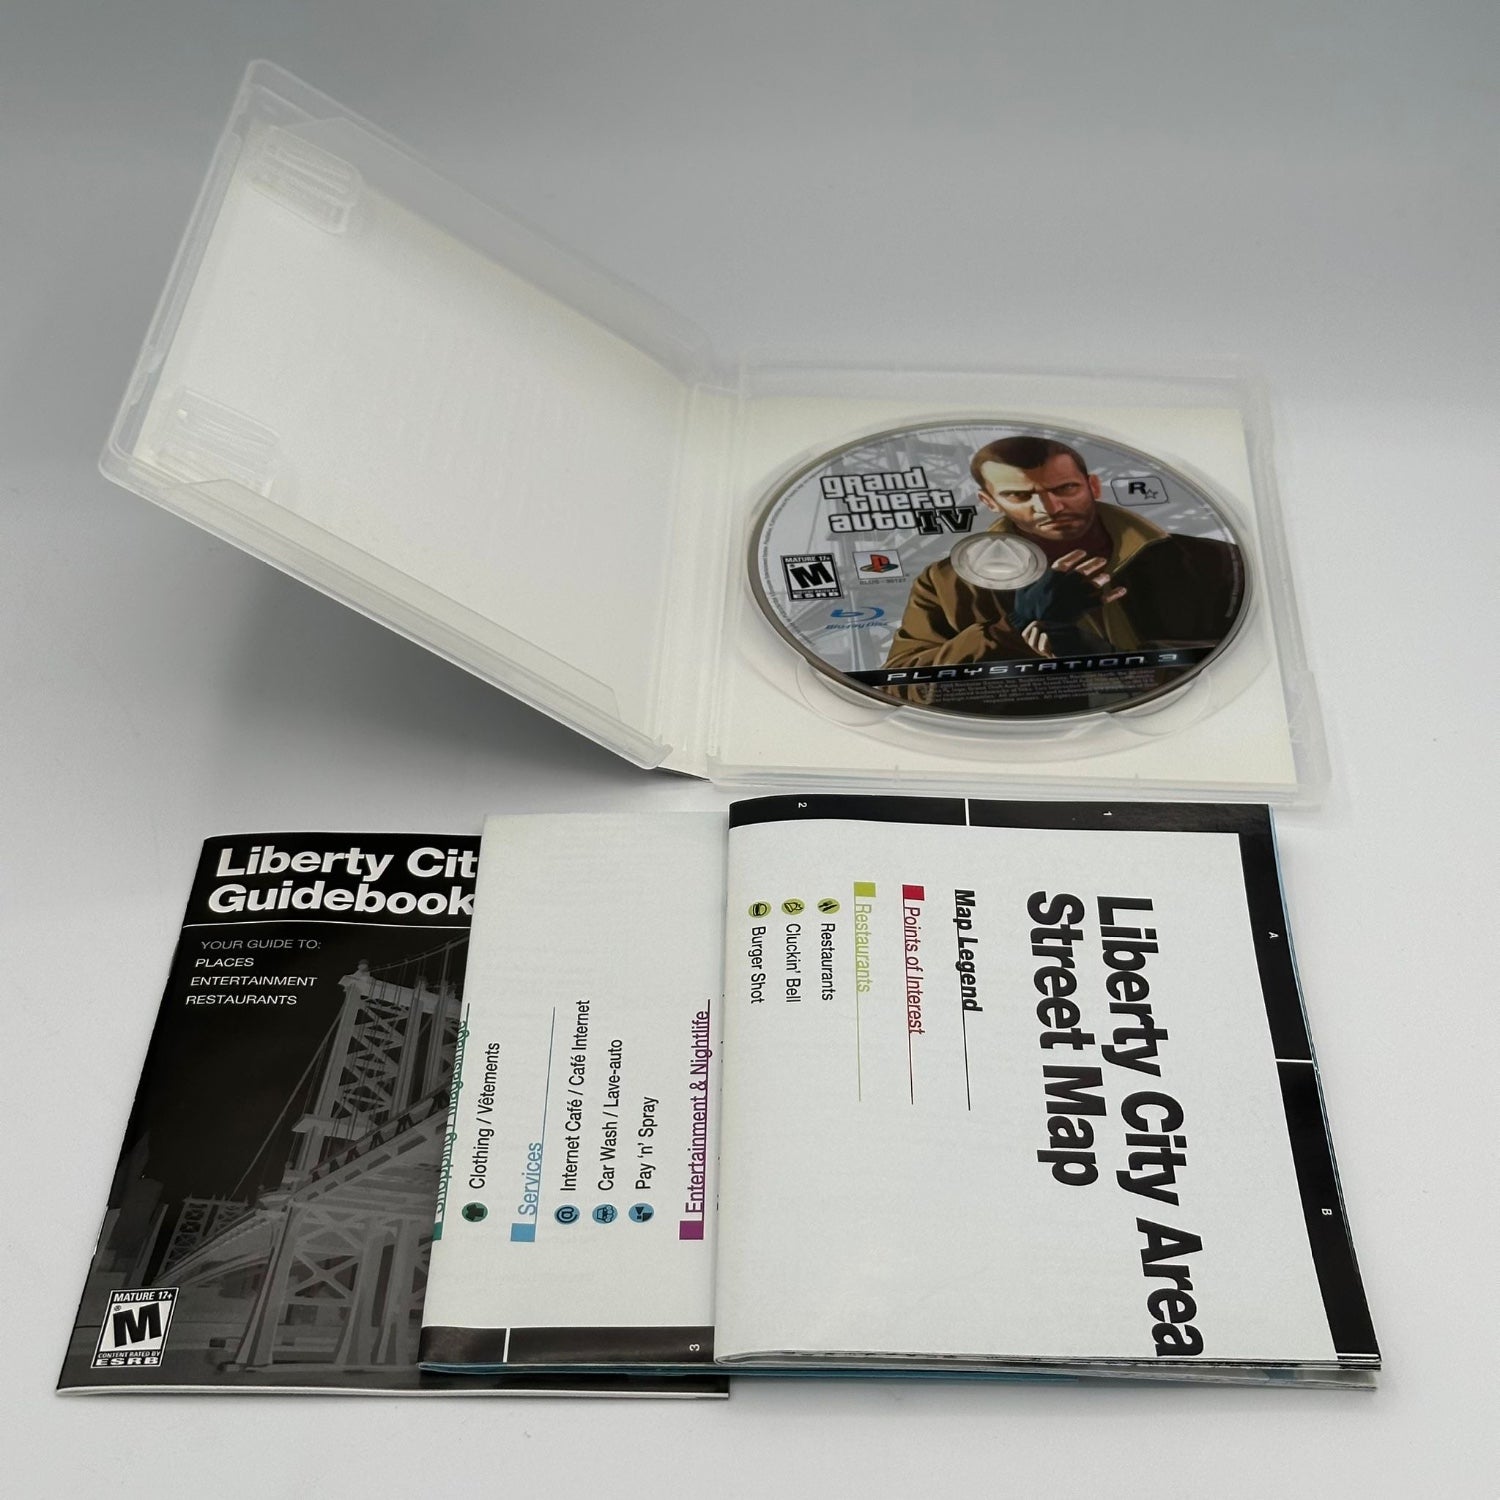 grand
theft
auto IV
R
MATURE 17+
M
ESRB
BLUS-30127
Blu-ray Disc
PLAYSTATION 3
Liberty Cit
Guidebook
YOUR GUIDE TO:
PLACES
ENTERTAINMENT
RESTAURANTS
MATURE 17+
M
CONTENT RATED BY
ESRB
Clothing / Vêtements
Services
@ Internet Café / Café Internet
Car Wash / Lave-auto
Pay 'n' Spray
Entertainment & Nightlife
3
2
1
A
B
Liberty City Area
Street Map
Map Legend
Points of Interest
Restaurants
Restaurants
Cluckin' Bell
Burger Shot